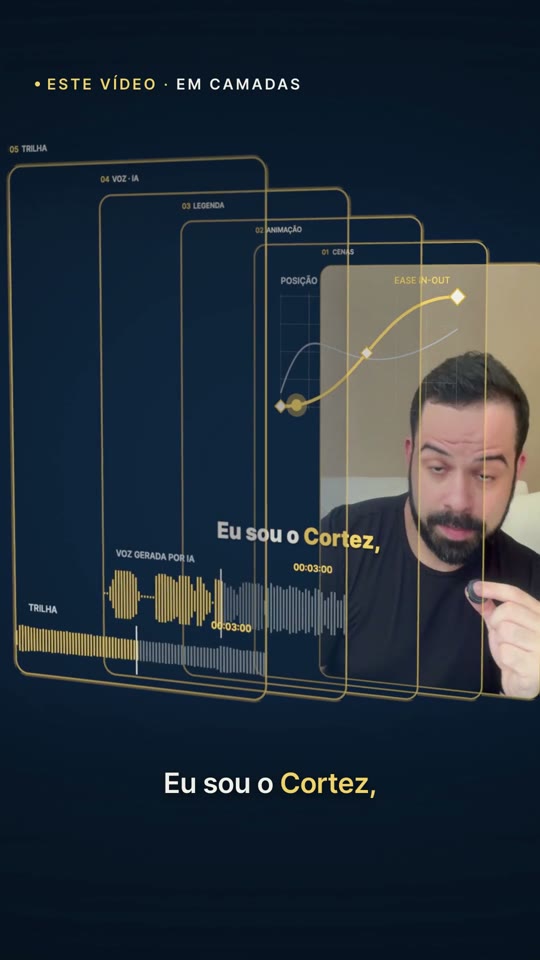 • ESTE VÍDEO · EM CAMADAS
05 TRILHA
04 VOZ · IA
03 LEGENDA
02 ANIMAÇÃO
01 CENAS
POSIÇÃO
EASE IN-OUT
Eu sou o Cortez,
VOZ GERADA POR IA
00:03:00
TRILHA
00:03:00
Eu sou o Cortez,